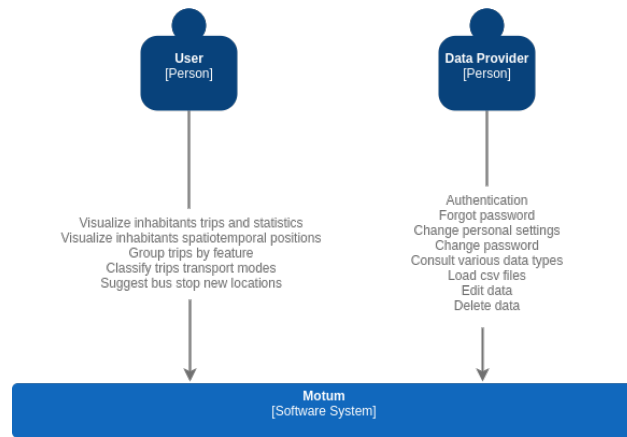 User
[Person]
Data Provider
[Person]
Visualize inhabitants trips and statistics
Visualize inhabitants spatiotemporal positions
Group trips by feature
Classify trips transport modes
Suggest bus stop new locations
Authentication
Forgot password
Change personal settings
Change password
Consult various data types
Load csv files
Edit data
Delete data
Motum
[Software System]